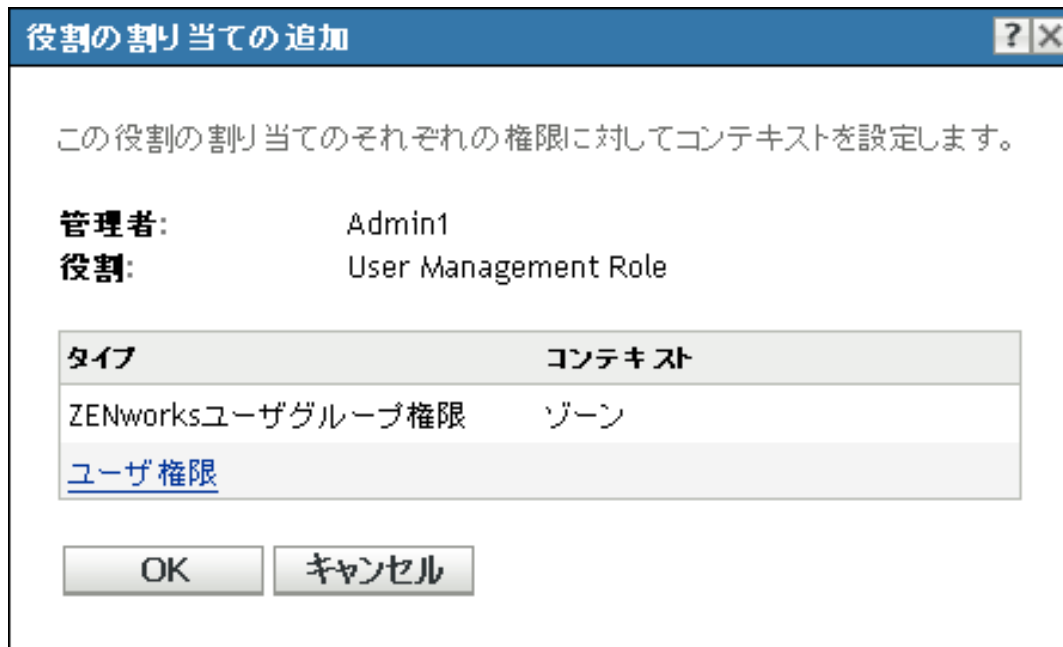 役割の割り当ての追加
?
×
この役割の割り当てのそれぞれの権限に対してコンテキストを設定します。
管理者: Admin1
役割: User Management Role
タイプ コンテキスト
ZENworksユーザグループ権限 ゾーン
ユーザ権限
OK キャンセル